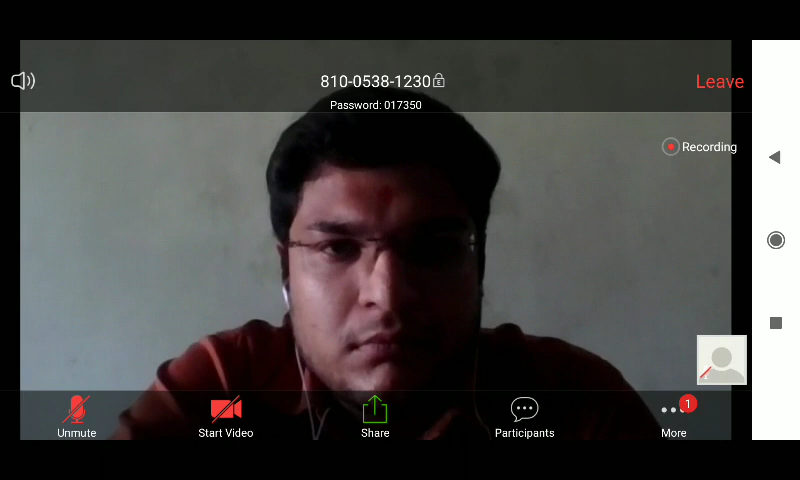 810-0538-1230
Leave
Password: 017350
Recording
1
Unmute
Start Video
Share
Participants
More